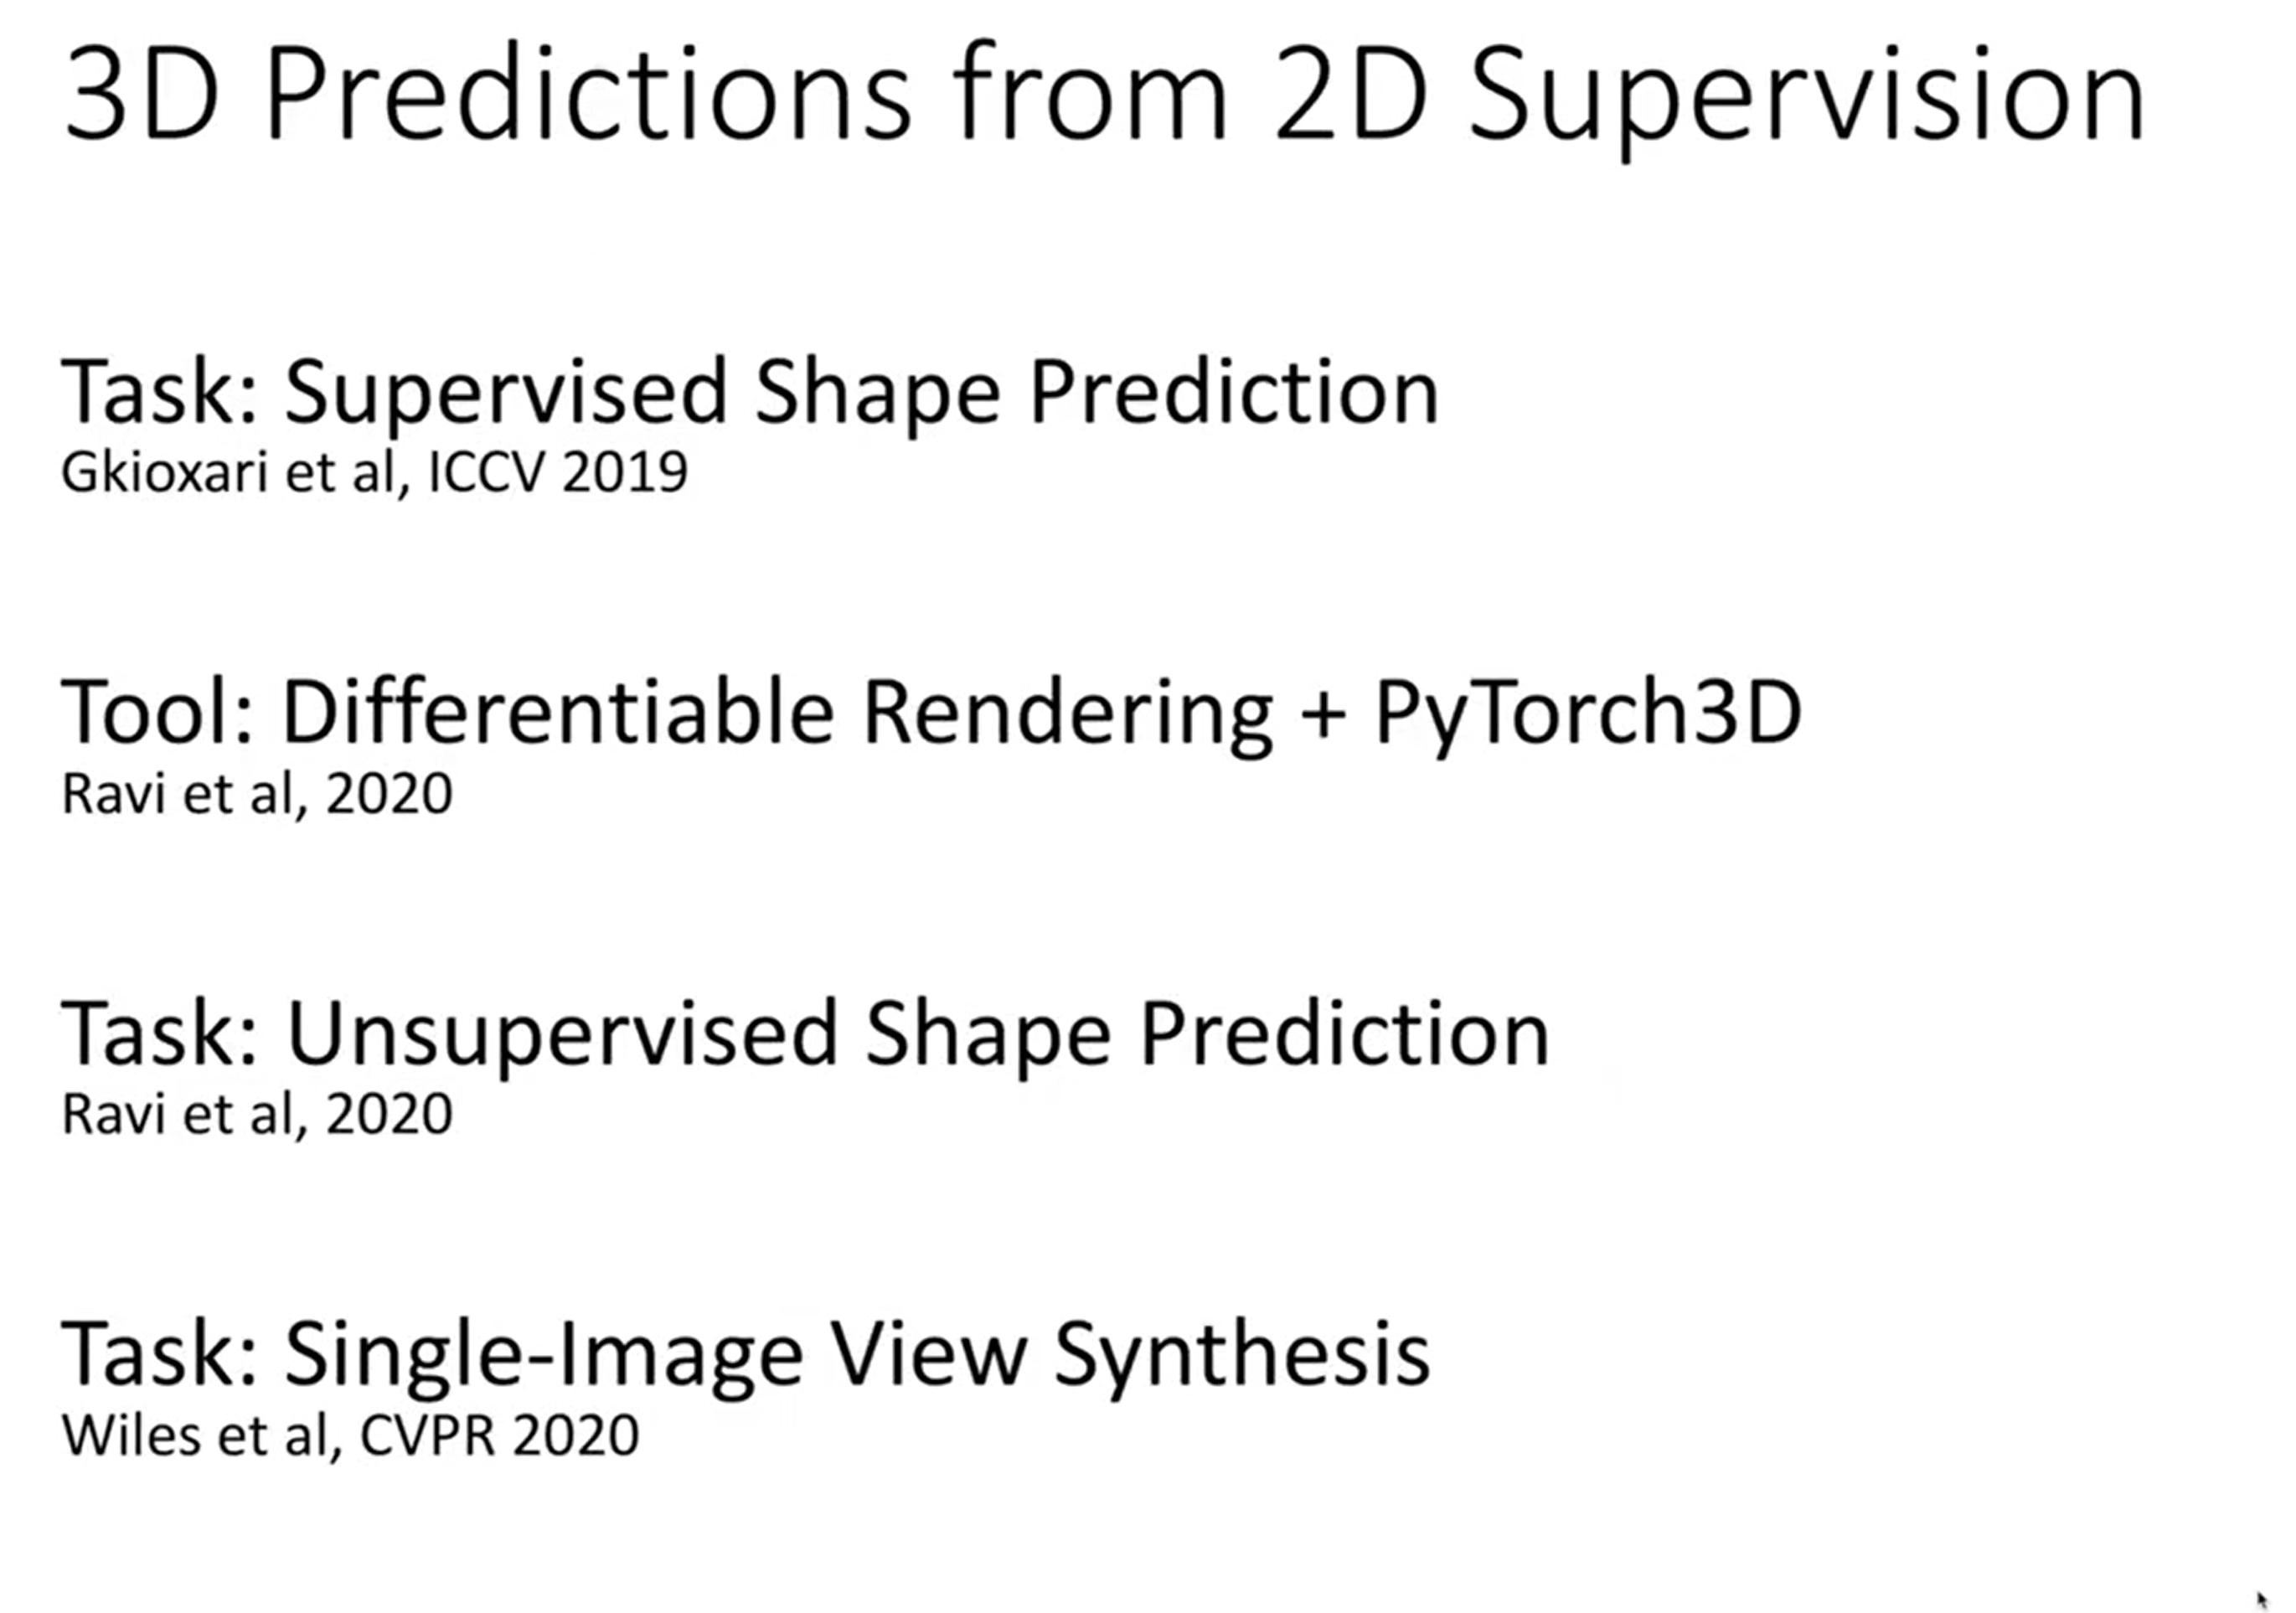 3D Predictions from 2D Supervision
Task: Supervised Shape Prediction
Gkioxari et al, ICCV 2019
Tool: Differentiable Rendering + PyTorch3D
Ravi et al, 2020
Task: Unsupervised Shape Prediction
Ravi et al, 2020
Task: Single-Image View Synthesis
Wiles et al, CVPR 2020